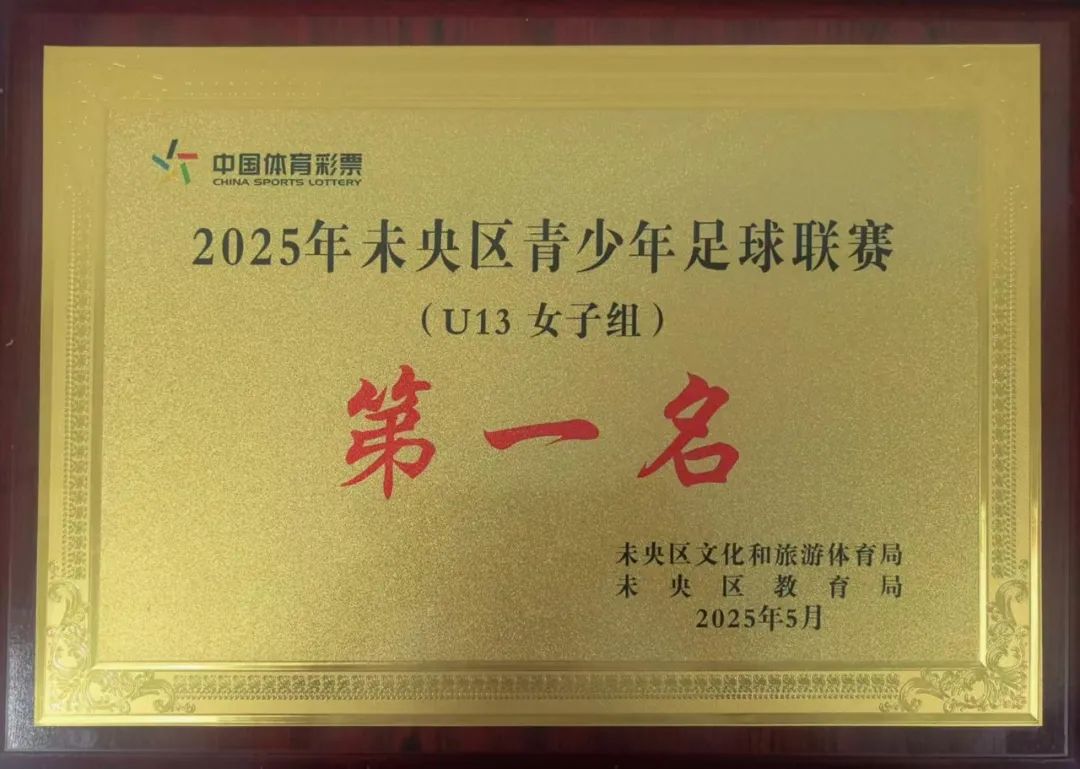 中国体育彩票
CHINA SPORTS LOTTERY
2025年未央区青少年足球联赛
（U13 女子组）
第一名
未央区文化和旅游体育局
未央区教育局
2025年5月